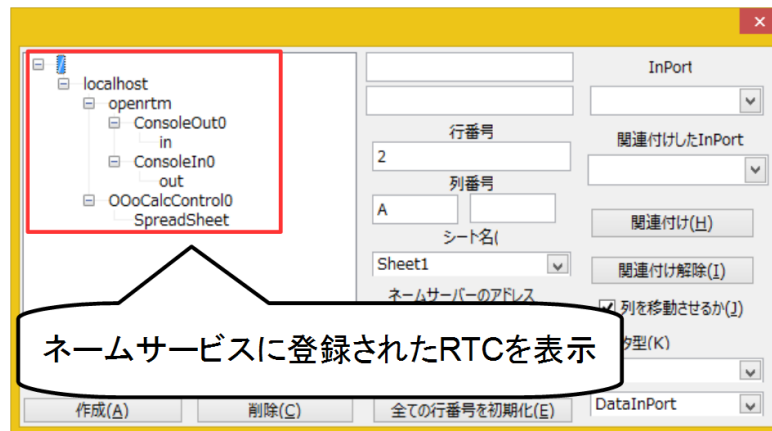 localhost
openrtm
ConsoleOut0
in
ConsoleIn0
out
OOoCalcControl0
SpreadSheet
行番号
2
列番号
A
シート名(
Sheet1
ネームサーバーのアドレス
InPort
関連付けしたInPort
関連付け(H)
関連付け解除(I)
列を移動させるか(J)
タ型(K)
DataInPort
ネームサービスに登録されたRTCを表示
作成(A)
削除(C)
全ての行番号を初期化(E)